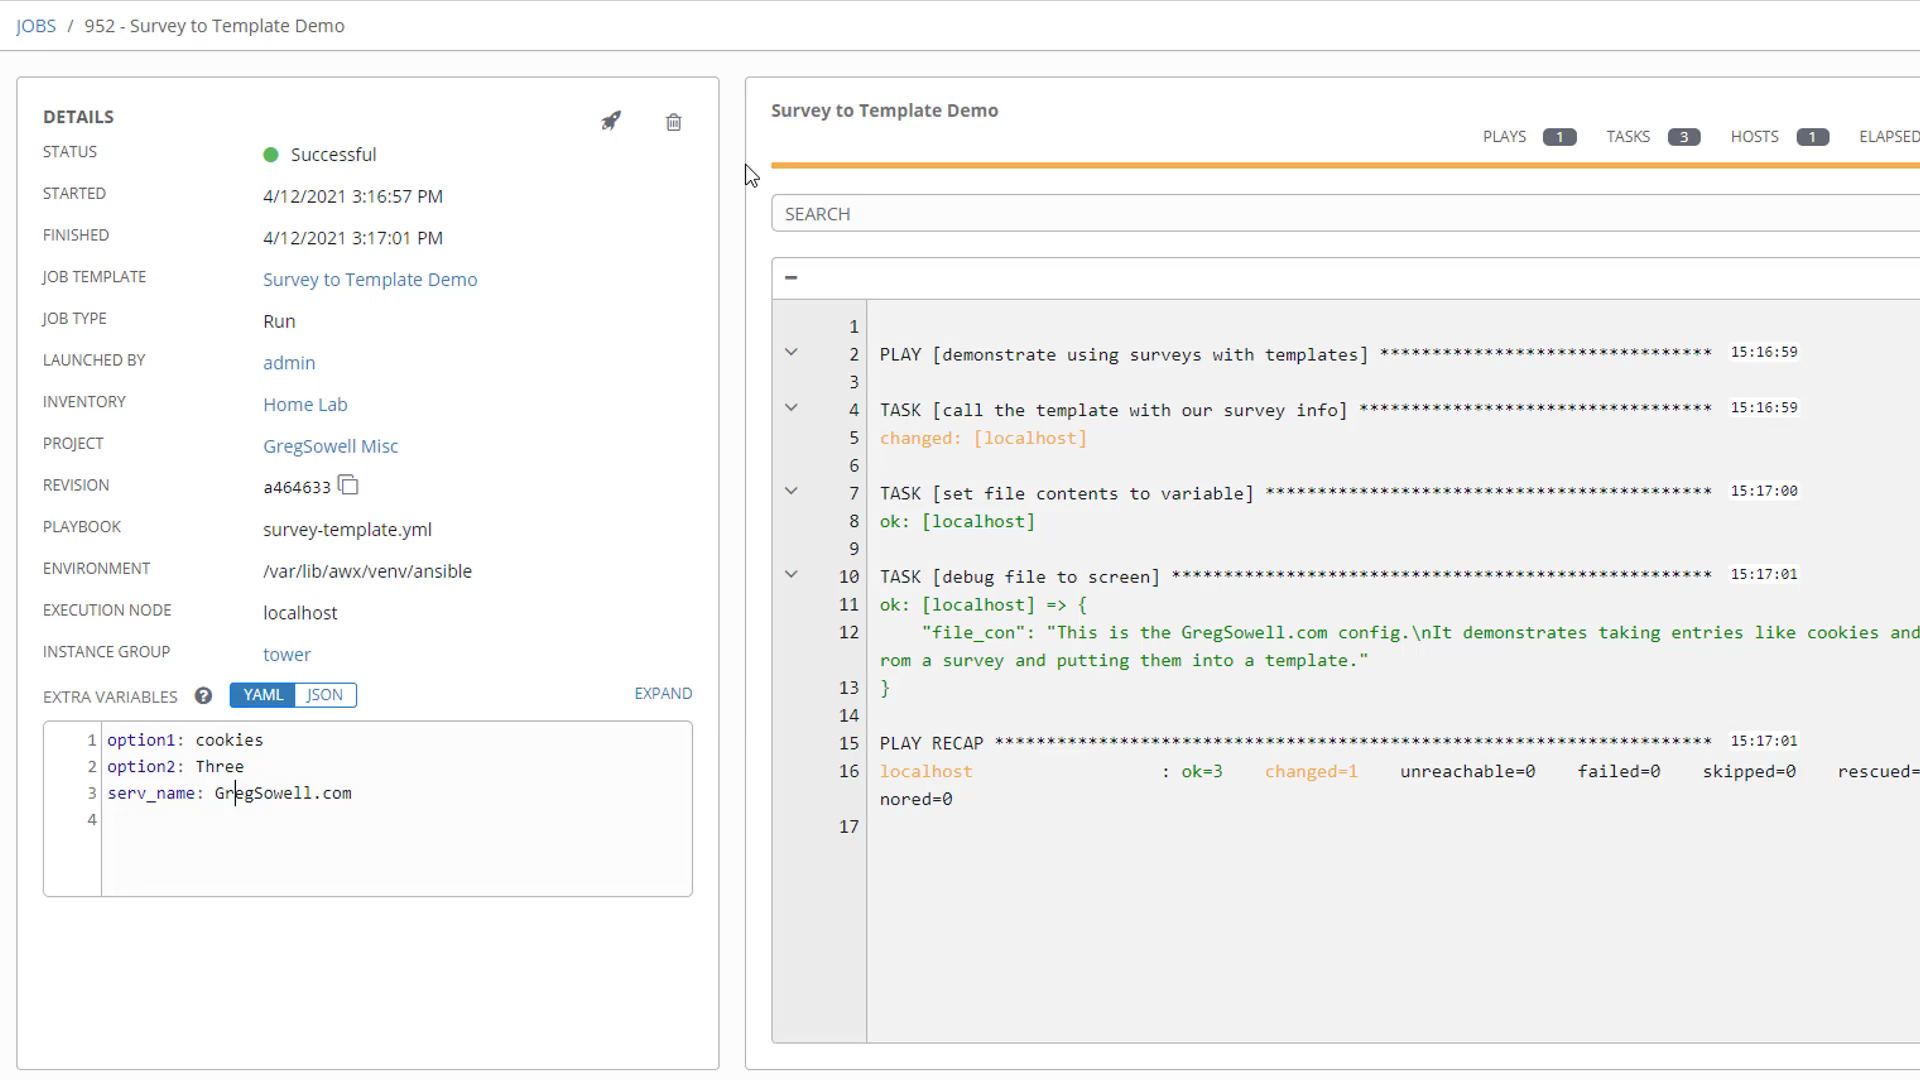 JOBS / 952 - Survey to Template Demo
DETAILS
STATUS Successful
STARTED 4/12/2021 3:16:57 PM
FINISHED 4/12/2021 3:17:01 PM
JOB TEMPLATE Survey to Template Demo
JOB TYPE Run
LAUNCHED BY admin
INVENTORY Home Lab
PROJECT GregSowell Misc
REVISION a464633
PLAYBOOK survey-template.yml
ENVIRONMENT /var/lib/awx/venv/ansible
EXECUTION NODE localhost
INSTANCE GROUP tower
EXTRA VARIABLES ? YAML JSON EXPAND
1 option1: cookies
2 option2: Three
3 serv_name: GregSowell.com
4
Survey to Template Demo
PLAYS 1 TASKS 3 HOSTS 1 ELAPSED
SEARCH
1
2 PLAY [demonstrate using surveys with templates] ******************************** 15:16:59
3
4 TASK [call the template with our survey info] ********************************** 15:16:59
5 changed: [localhost]
6
7 TASK [set file contents to variable] ******************************************* 15:17:00
8 ok: [localhost]
9
10 TASK [debug file to screen] **************************************************** 15:17:01
11 ok: [localhost] => {
12 "file_con": "This is the GregSowell.com config.\nIt demonstrates taking entries like cookies and
rom a survey and putting them into a template."
13 }
14
15 PLAY RECAP ********************************************************************* 15:17:01
16 localhost : ok=3 changed=1 unreachable=0 failed=0 skipped=0 rescued=
nored=0
17